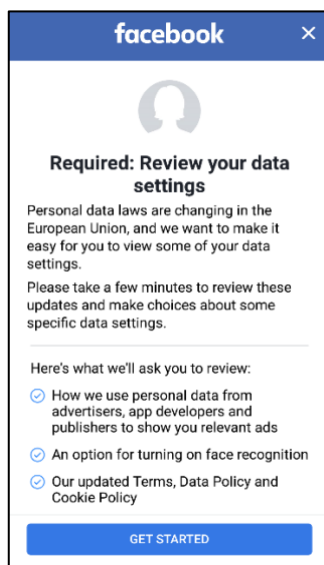 facebook
Required: Review your data
settings
Personal data laws are changing in the
European Union, and we want to make it
easy for you to view some of your data
settings.
Please take a few minutes to review these
updates and make choices about some
specific data settings.
Here's what we'll ask you to review:
How we use personal data from
advertisers, app developers and
publishers to show you relevant ads
An option for turning on face recognition
Our updated Terms, Data Policy and
Cookie Policy
GET STARTED